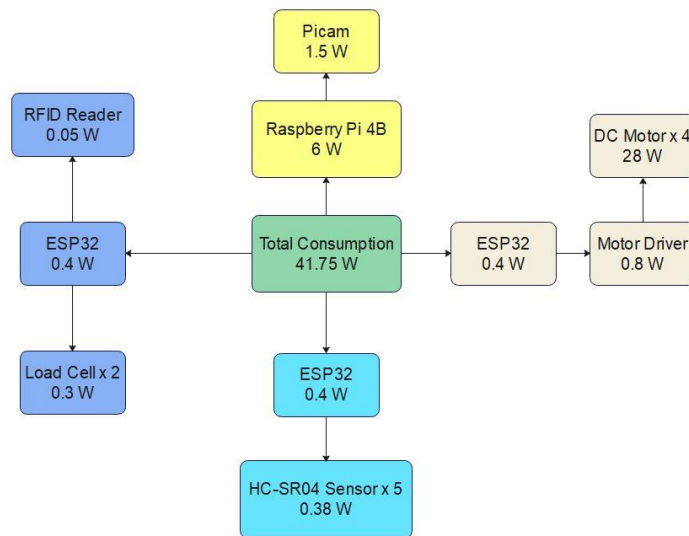 Picam
1.5 W
RFID Reader
0.05 W
Raspberry Pi 4B
6 W
DC Motor x 4
28 W
ESP32
0.4 W
Total Consumption
41.75 W
ESP32
0.4 W
Motor Driver
0.8 W
Load Cell x 2
0.3 W
ESP32
0.4 W
HC-SR04 Sensor x 5
0.38 W